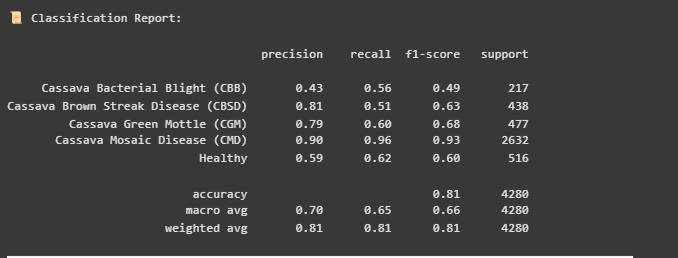 📜 Classification Report:
precision recall f1-score support
Cassava Bacterial Blight (CBB) 0.43 0.56 0.49 217
Cassava Brown Streak Disease (CBSD) 0.81 0.51 0.63 438
Cassava Green Mottle (CGM) 0.79 0.60 0.68 477
Cassava Mosaic Disease (CMD) 0.90 0.96 0.93 2632
Healthy 0.59 0.62 0.60 516
accuracy 0.81 4280
macro avg 0.70 0.65 0.66 4280
weighted avg 0.81 0.81 0.81 4280